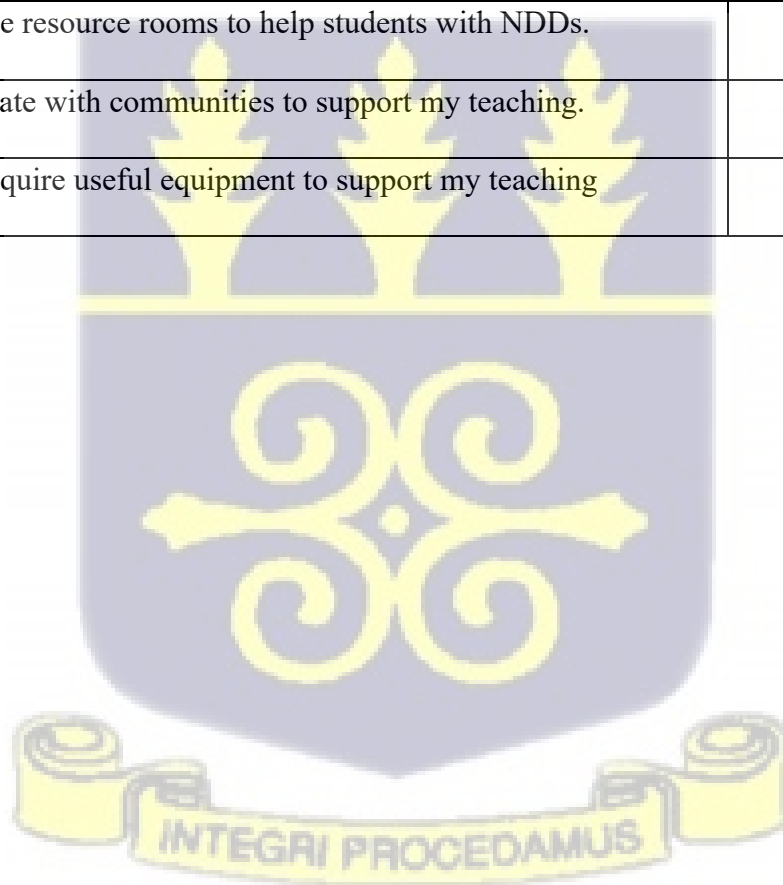 e resource rooms to help students with NDDs.
ate with communities to support my teaching.
quire useful equipment to support my teaching
INTEGRI PROCEDAMUS